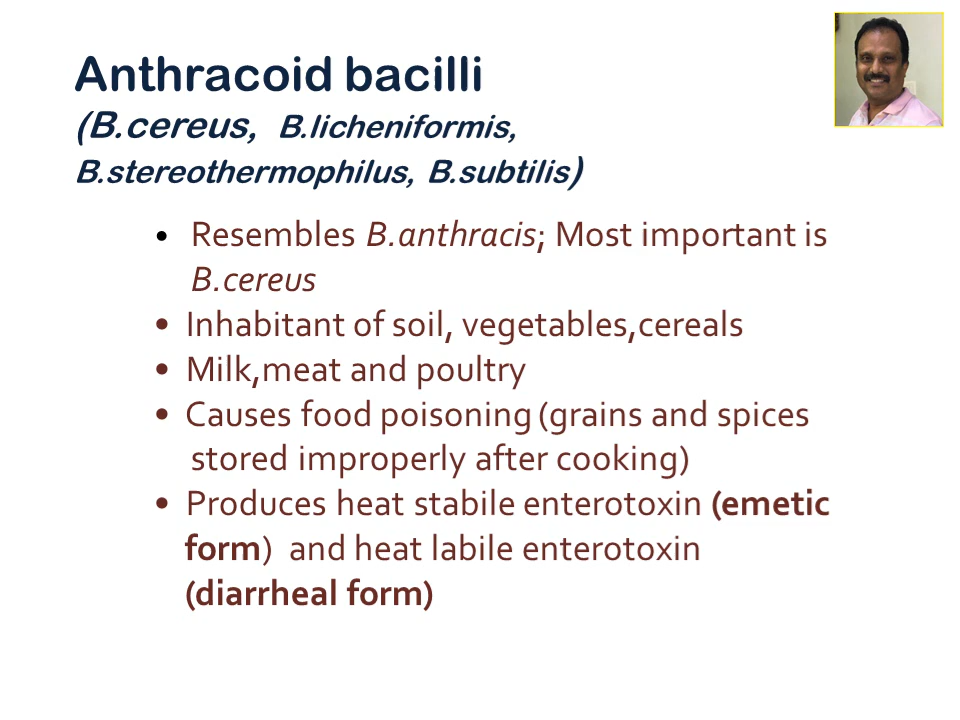 Anthracoid bacilli
(B.cereus, B.licheniformis,
B.stereothermophilus, B.subtilis)
• Resembles B.anthracis; Most important is
B.cereus
• Inhabitant of soil, vegetables,cereals
• Milk,meat and poultry
• Causes food poisoning (grains and spices
stored improperly after cooking)
• Produces heat stabile enterotoxin (emetic
form) and heat labile enterotoxin
(diarrheal form)